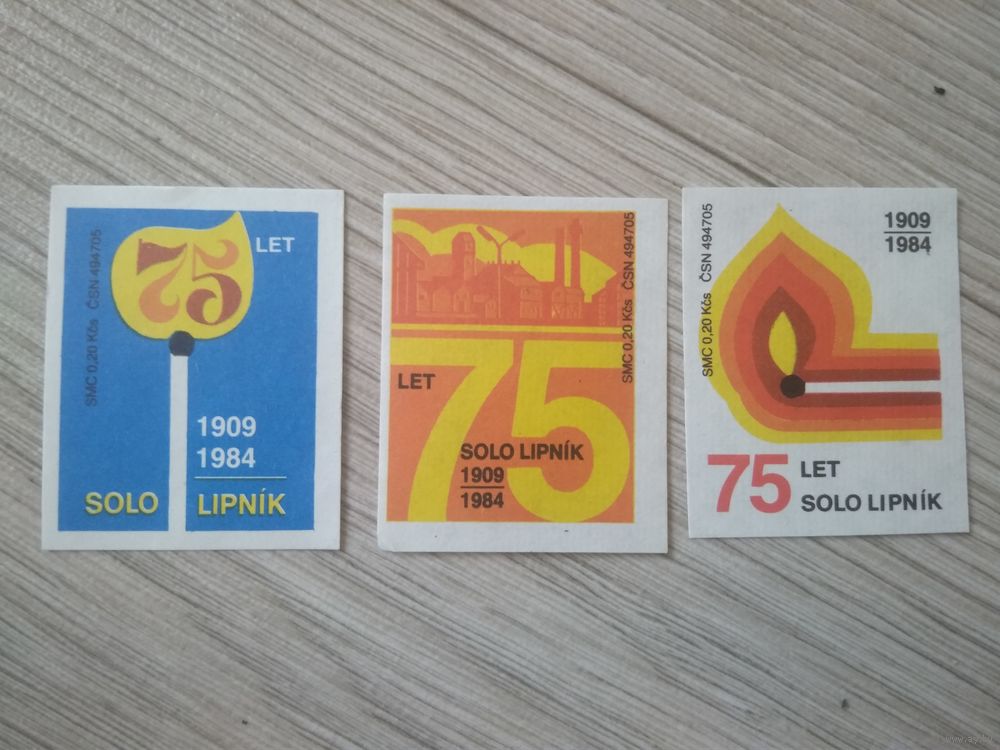 SMC 0,20 Kčs ČSN 494705
75
LET
1909
1984
SOLO LIPNÍK
SMC 0,20 Kčs ČSN 494705
LET
75
SOLO LIPNÍK
1909
1984
SMC 0,20 Kčs ČSN 494705
1909
1984
75 LET
SOLO LIPNÍK